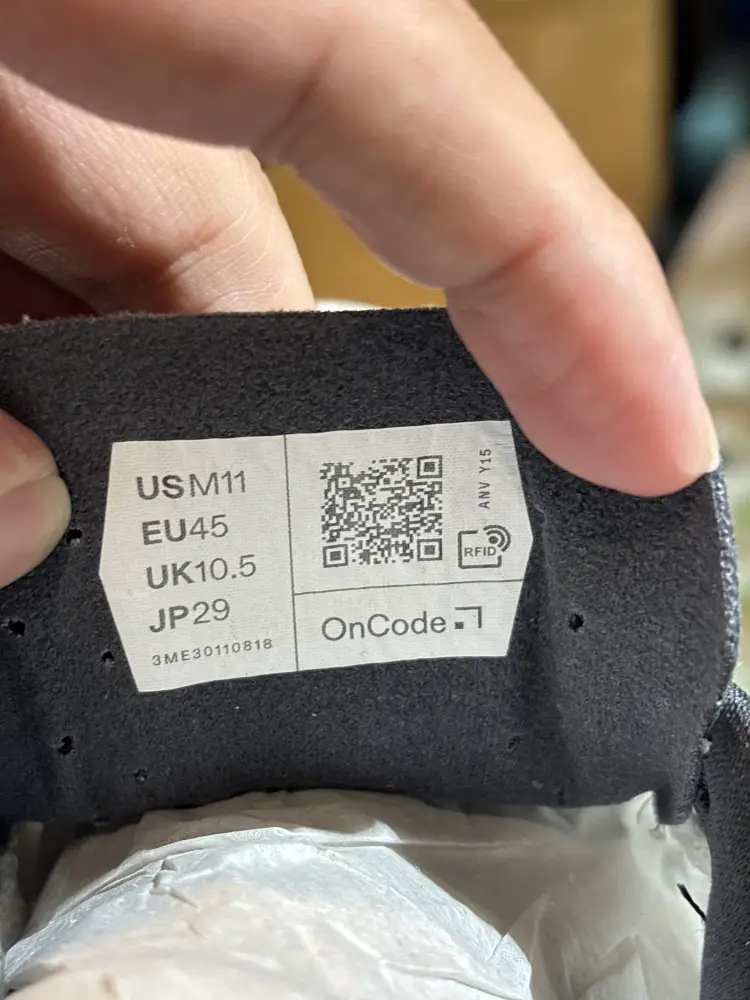 USM11
EU45
UK10.5
JP29
3ME30110818
ANV Y15
RFID
OnCode